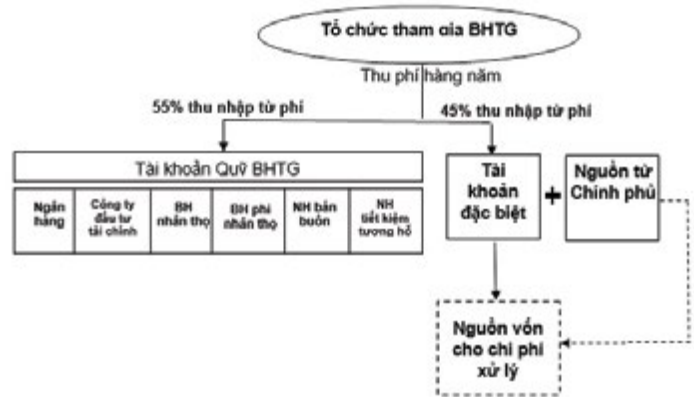 Tổ chức tham gia BHTG
Thu phí hàng năm
55% thu nhập từ phí
45% thu nhập từ phí
Tài khoản Quỹ BHTG
Ngân
hàng
Công ty
đầu tư
tài chính
BH
nhân thọ
BH phi
nhân thọ
NH bán
buôn
NH
tiết kiệm
tương hỗ
Tài
khoản
đặc biệt
+
Nguồn từ
Chính phủ
Nguồn vốn
cho chi phí
xử lý